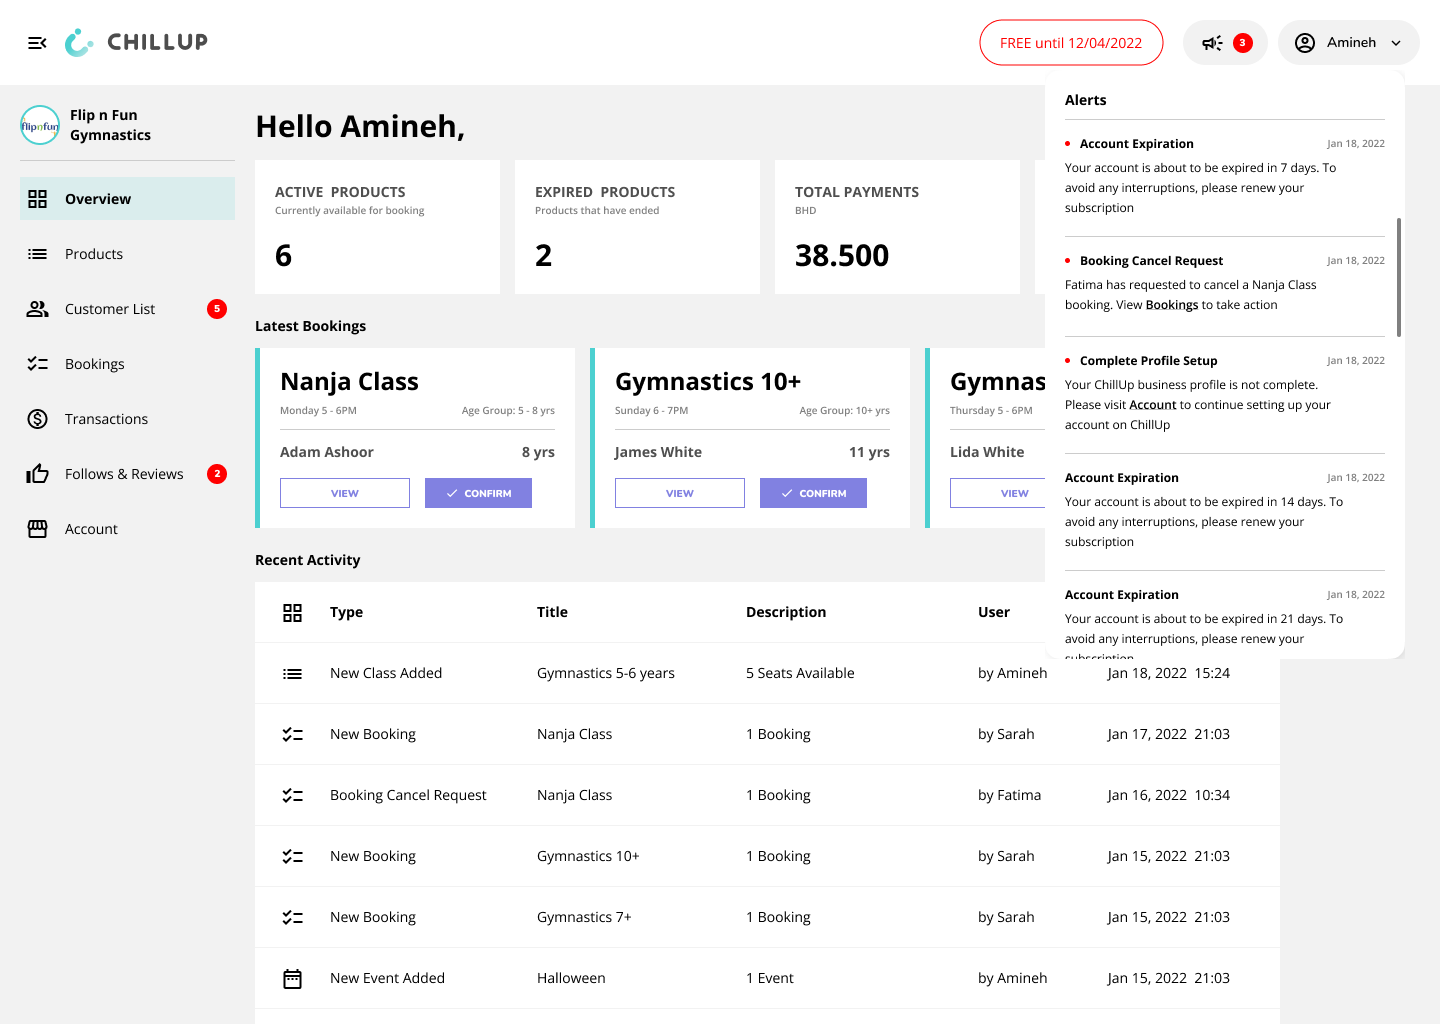 CHILLUP
FREE until 12/04/2022
3
Amineh
flipnfun
Flip n Fun
Gymnastics
Overview
Products
Customer List
5
Bookings
Transactions
Follows & Reviews
2
Account
Hello Amineh,
ACTIVE PRODUCTS
Currently available for booking
6
EXPIRED PRODUCTS
Products that have ended
2
TOTAL PAYMENTS
BHD
38.500
Latest Bookings
Nanja Class
Monday 5 - 6PM Age Group: 5 - 8 yrs
Adam Ashoor 8 yrs
VIEW CONFIRM
Gymnastics 10+
Sunday 6 - 7PM Age Group: 10+ yrs
James White 11 yrs
VIEW CONFIRM
Gymnas
Thursday 5 - 6PM
Lida White
VIEW
Recent Activity
Type Title Description User
New Class Added Gymnastics 5-6 years 5 Seats Available by Amineh Jan 18, 2022 15:24
New Booking Nanja Class 1 Booking by Sarah Jan 17, 2022 21:03
Booking Cancel Request Nanja Class 1 Booking by Fatima Jan 16, 2022 10:34
New Booking Gymnastics 10+ 1 Booking by Sarah Jan 15, 2022 21:03
New Booking Gymnastics 7+ 1 Booking by Sarah Jan 15, 2022 21:03
New Event Added Halloween 1 Event by Amineh Jan 15, 2022 21:03
Alerts
Account Expiration Jan 18, 2022
Your account is about to be expired in 7 days. To
avoid any interruptions, please renew your
subscription
Booking Cancel Request Jan 18, 2022
Fatima has requested to cancel a Nanja Class
booking. View Bookings to take action
Complete Profile Setup Jan 18, 2022
Your ChillUp business profile is not complete.
Please visit Account to continue setting up your
account on ChillUp
Account Expiration Jan 18, 2022
Your account is about to be expired in 14 days. To
avoid any interruptions, please renew your
subscription
Account Expiration Jan 18, 2022
Your account is about to be expired in 21 days. To
avoid any interruptions, please renew your
subscription